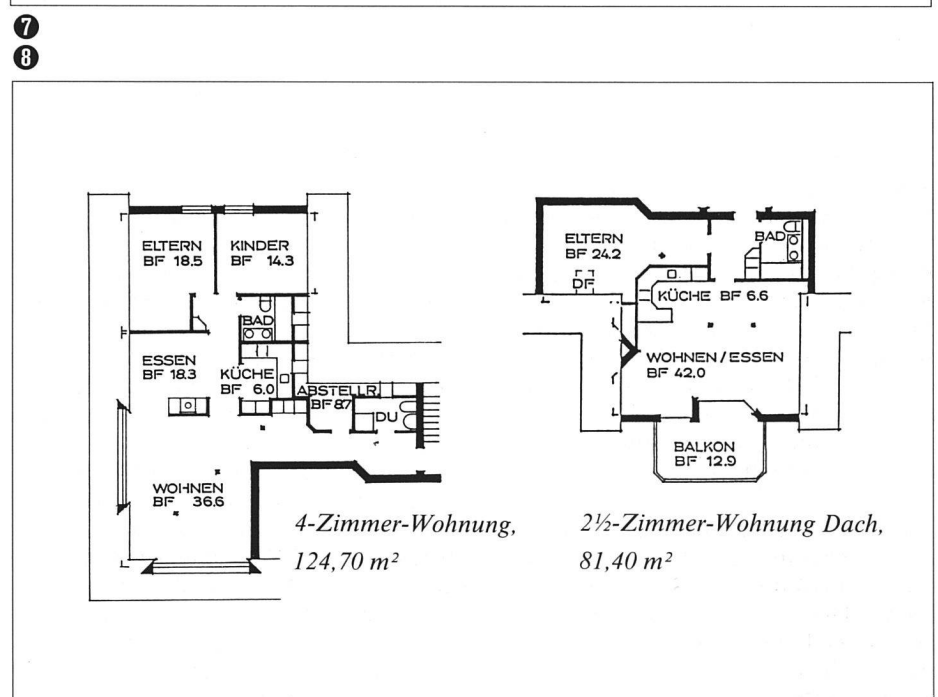 7
8
ELTERN
BF 18.5
KINDER
BF 14.3
BAD
ESSEN
BF 18.3
KÜCHE
BF 6.0
ABSTELLR.
BF 8.7
DU
WOHNEN
BF 36.6
4-Zimmer-Wohnung,
124,70 m²
ELTERN
BF 24.2
DF
BAD
KÜCHE BF 6.6
WOHNEN/ESSEN
BF 42.0
BALKON
BF 12.9
2½-Zimmer-Wohnung Dach,
81,40 m²